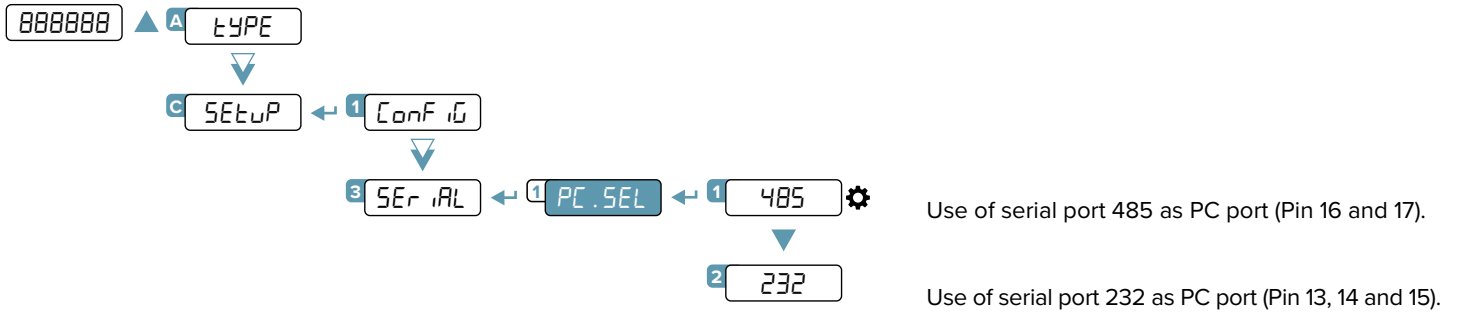 888888 A tYPE
C SEtuP 1 ConFiG
3 SEriAL 1 PC.SEL 1 485 Use of serial port 485 as PC port (Pin 16 and 17).
2 232 Use of serial port 232 as PC port (Pin 13, 14 and 15).